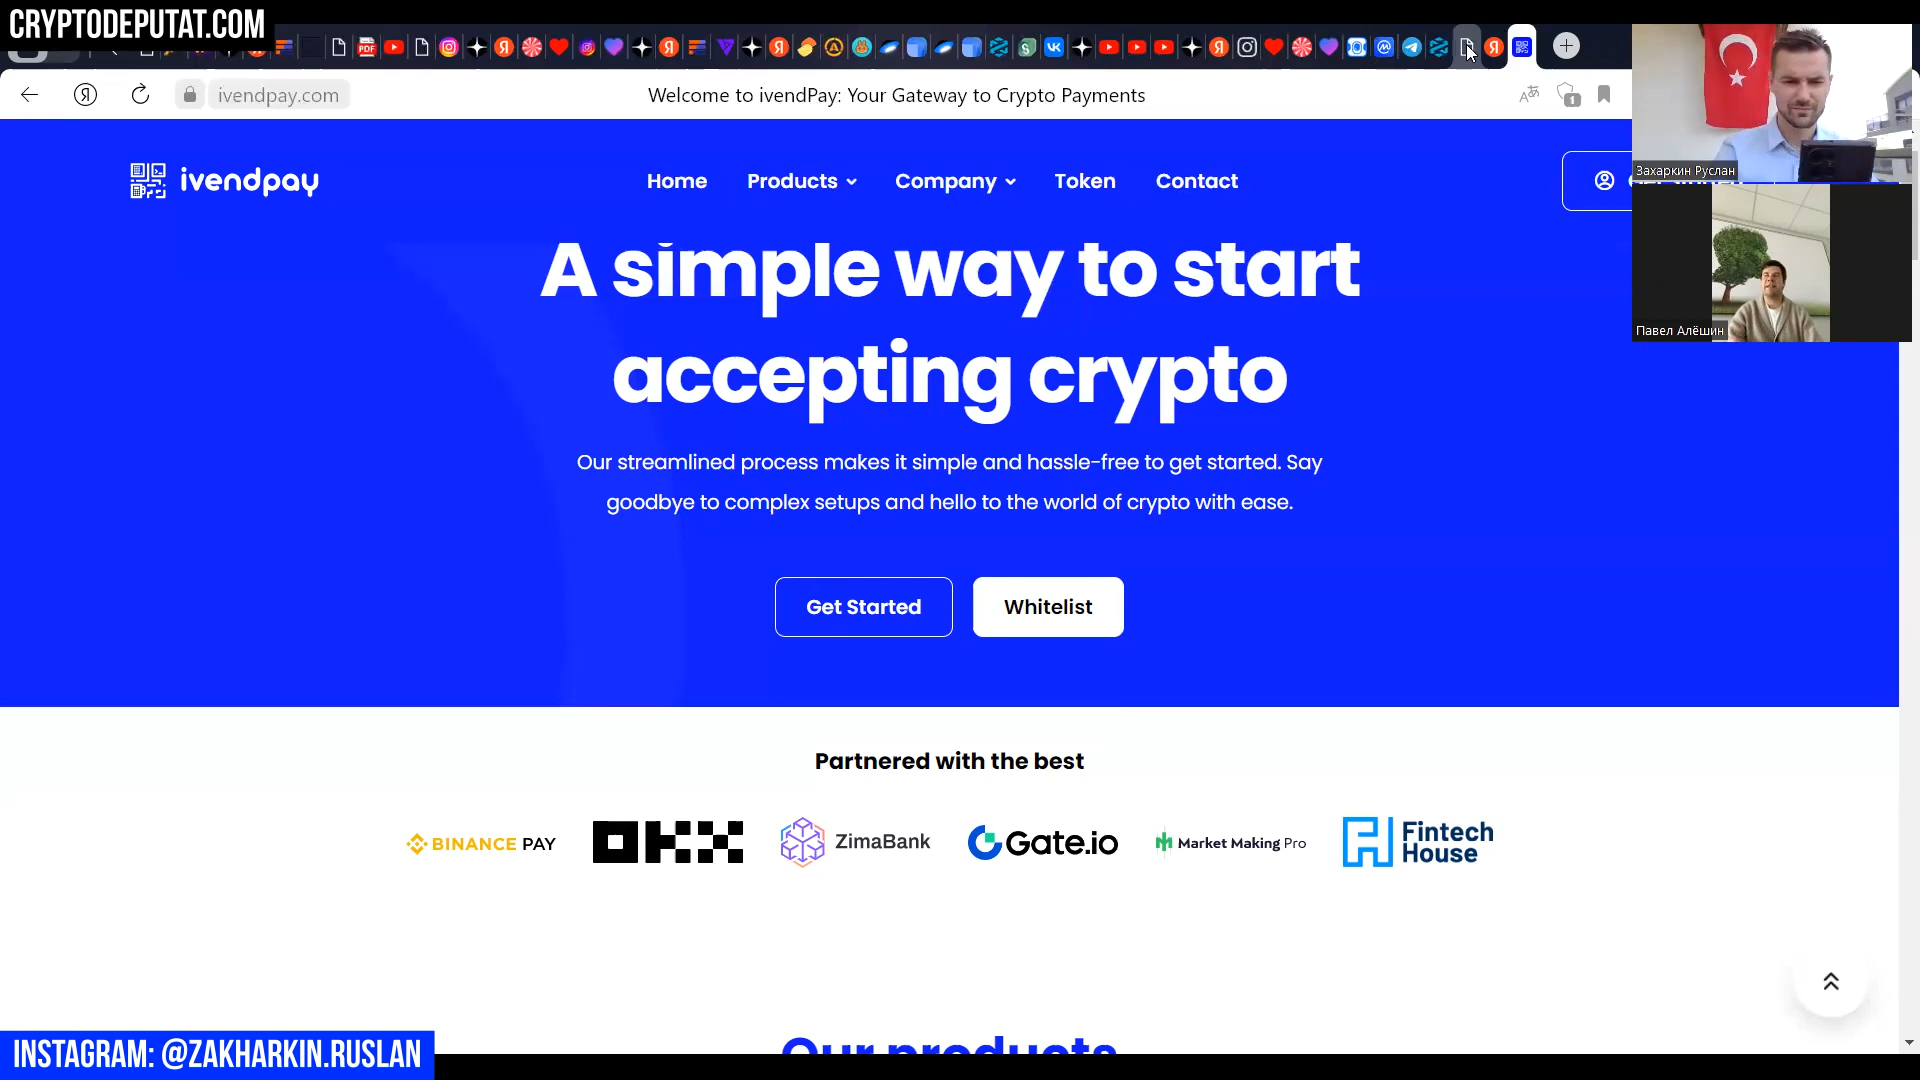 CRYPTODEPUTAT.COM
ivendpay.com
Welcome to ivendPay: Your Gateway to Crypto Payments
ivendpay
Home
Products
Company
Token
Contact
Захаркин Руслан
Павел Алёшин
A simple way to start
accepting crypto
Our streamlined process makes it simple and hassle-free to get started. Say
goodbye to complex setups and hello to the world of crypto with ease.
Get Started
Whitelist
Partnered with the best
BINANCE PAY
OKX
ZimaBank
Gate.io
Market Making Pro
Fintech
House
Our products
INSTAGRAM: @ZAKHARKIN.RUSLAN